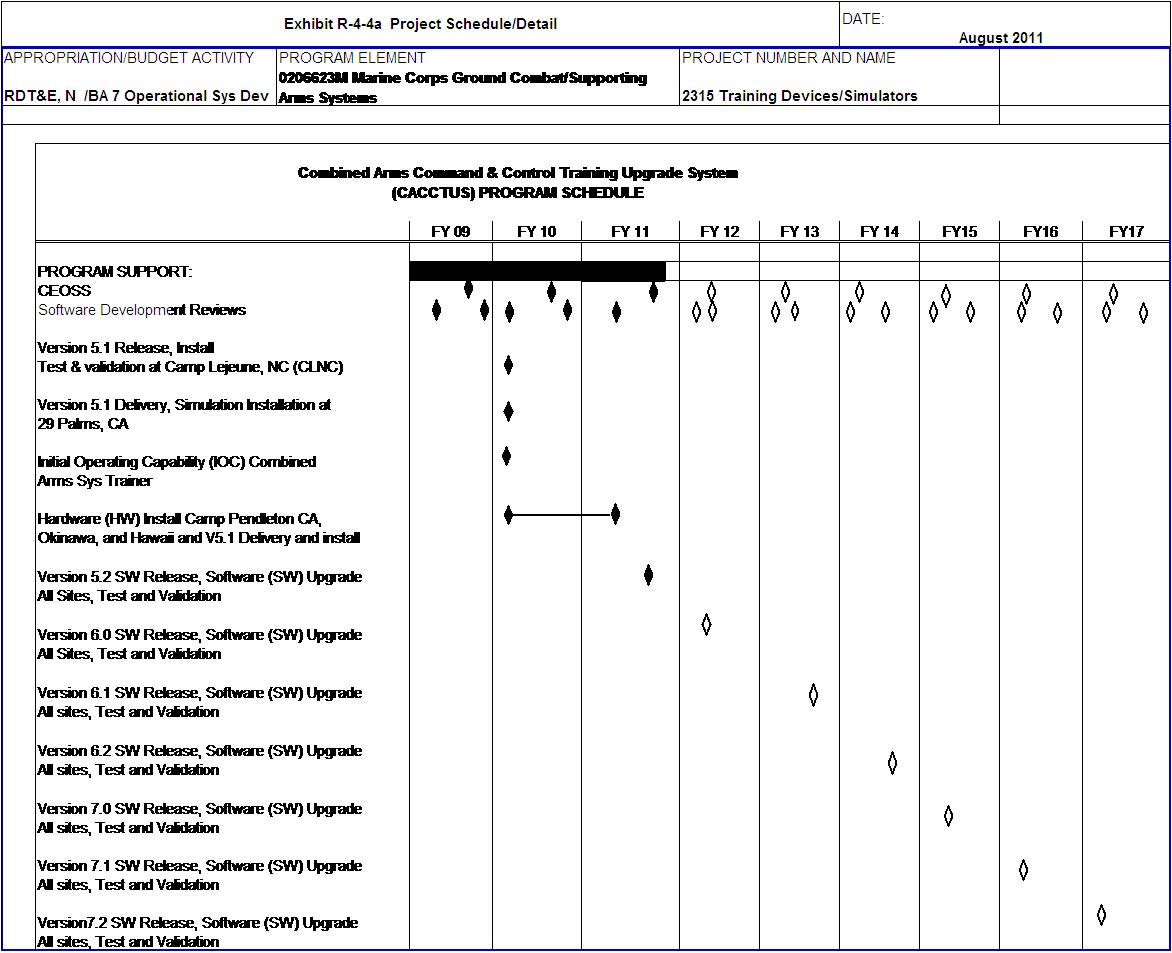 Exhibit R-4-4a Project Schedule/Detail
DATE:
August 2011
APPROPRIATION/BUDGET ACTIVITY
PROGRAM ELEMENT
PROJECT NUMBER AND NAME
0206623M Marine Corps Ground Combat/Supporting
RDT&E, N /BA 7 Operational Sys Dev
Arms Systems
2315 Training Devices/Simulators
Combined Arms Command & Control Training Upgrade System
(CACCTUS) PROGRAM SCHEDULE
FY 09 FY 10 FY 11 FY 12 FY 13 FY 14 FY15 FY16 FY17
PROGRAM SUPPORT:
CEOSS
Software Development Reviews
Version 5.1 Release, Install
Test & validation at Camp Lejeune, NC (CLNC)
Version 5.1 Delivery, Simulation Installation at
29 Palms, CA
Initial Operating Capability (IOC) Combined
Arms Sys Trainer
Hardware (HW) Install Camp Pendleton CA,
Okinawa, and Hawaii and V5.1 Delivery and install
Version 5.2 SW Release, Software (SW) Upgrade
All Sites, Test and Validation
Version 6.0 SW Release, Software (SW) Upgrade
All Sites, Test and Validation
Version 6.1 SW Release, Software (SW) Upgrade
All sites, Test and Validation
Version 6.2 SW Release, Software (SW) Upgrade
All sites, Test and Validation
Version 7.0 SW Release, Software (SW) Upgrade
All sites, Test and Validation
Version 7.1 SW Release, Software (SW) Upgrade
All sites, Test and Validation
Version7.2 SW Release, Software (SW) Upgrade
All sites, Test and Validation